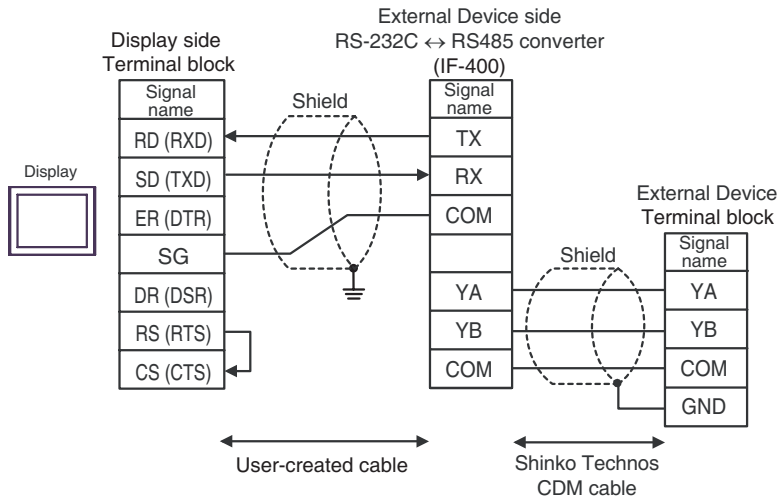 External Device side
RS-232C ↔ RS485 converter
(IF-400)
Display side
Terminal block
Signal
name
RD (RXD)
SD (TXD)
ER (DTR)
SG
DR (DSR)
RS (RTS)
CS (CTS)
Display
Shield
Signal
name
TX
RX
COM
YA
YB
COM
Shield
External Device
Terminal block
Signal
name
YA
YB
COM
GND
User-created cable
Shinko Technos
CDM cable